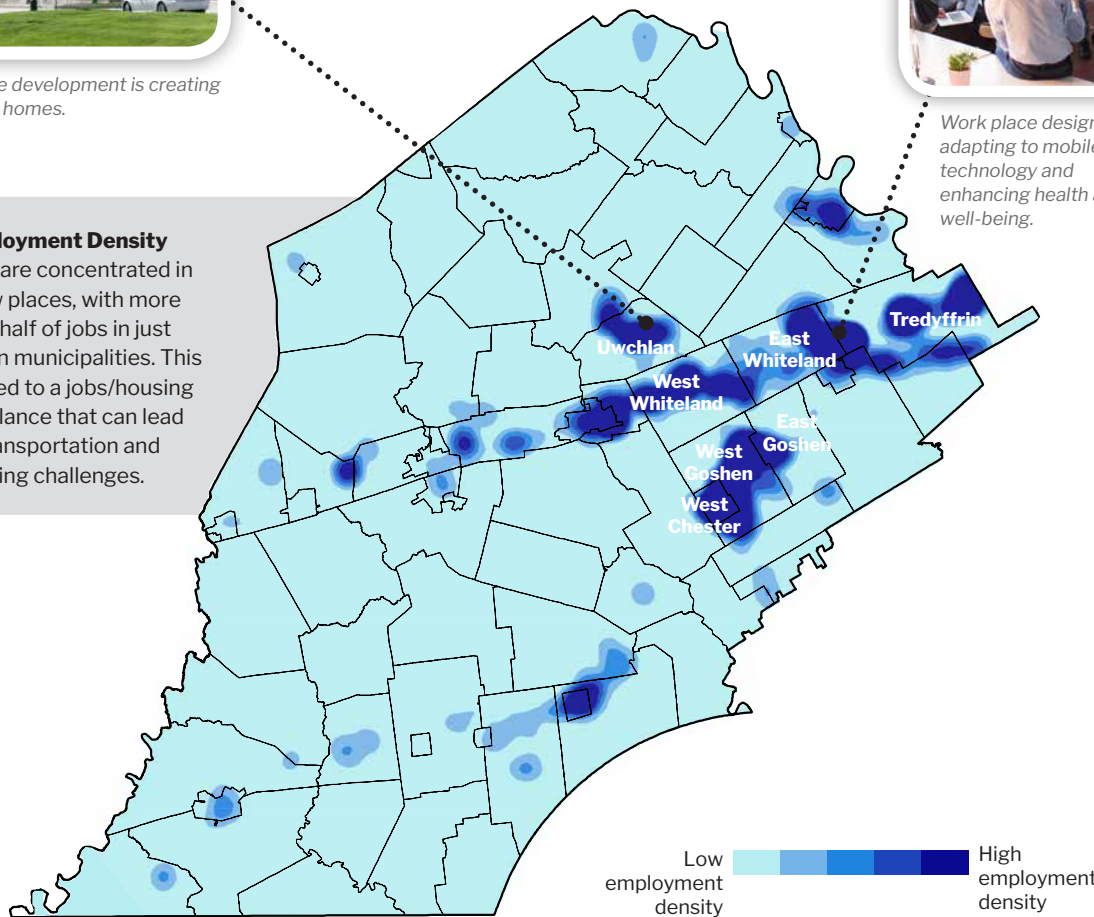 e development is creating
homes.
Work place design
adapting to mobile
technology and
enhancing health a
well-being.
loyment Density
are concentrated in
w places, with more
half of jobs in just
n municipalities. This
ed to a jobs/housing
lance that can lead
ransportation and
ing challenges.
Tredyffrin
Uwchlan
East
Whiteland
West
Whiteland
East
Goshen
West
Goshen
West
Chester
Low
employment
density
High
employment
density